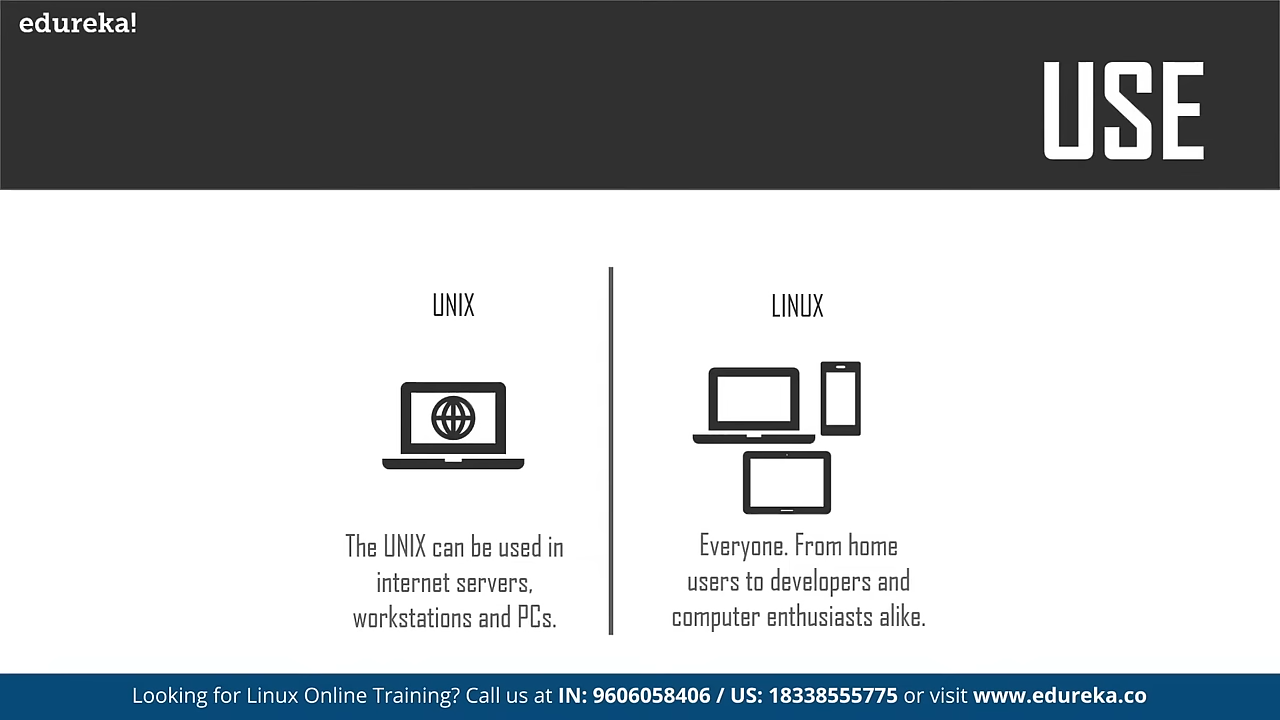 edureka!
USE
UNIX
The UNIX can be used in
internet servers,
workstations and PCs.
LINUX
Everyone. From home
users to developers and
computer enthusiasts alike.
Looking for Linux Online Training? Call us at IN: 9606058406 / US: 18338555775 or visit www.edureka.co